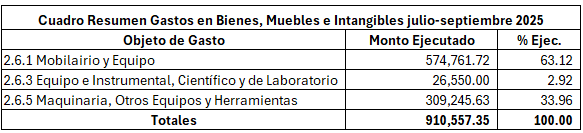 Cuadro Resumen Gastos en Bienes, Muebles e Intangibles julio-septiembre 2025
Objeto de Gasto Monto Ejecutado % Ejec.
2.6.1 Mobilairio y Equipo 574,761.72 63.12
2.6.3 Equipo e Instrumental, Científico y de Laboratorio 26,550.00 2.92
2.6.5 Maquinaria, Otros Equipos y Herramientas 309,245.63 33.96
Totales 910,557.35 100.00